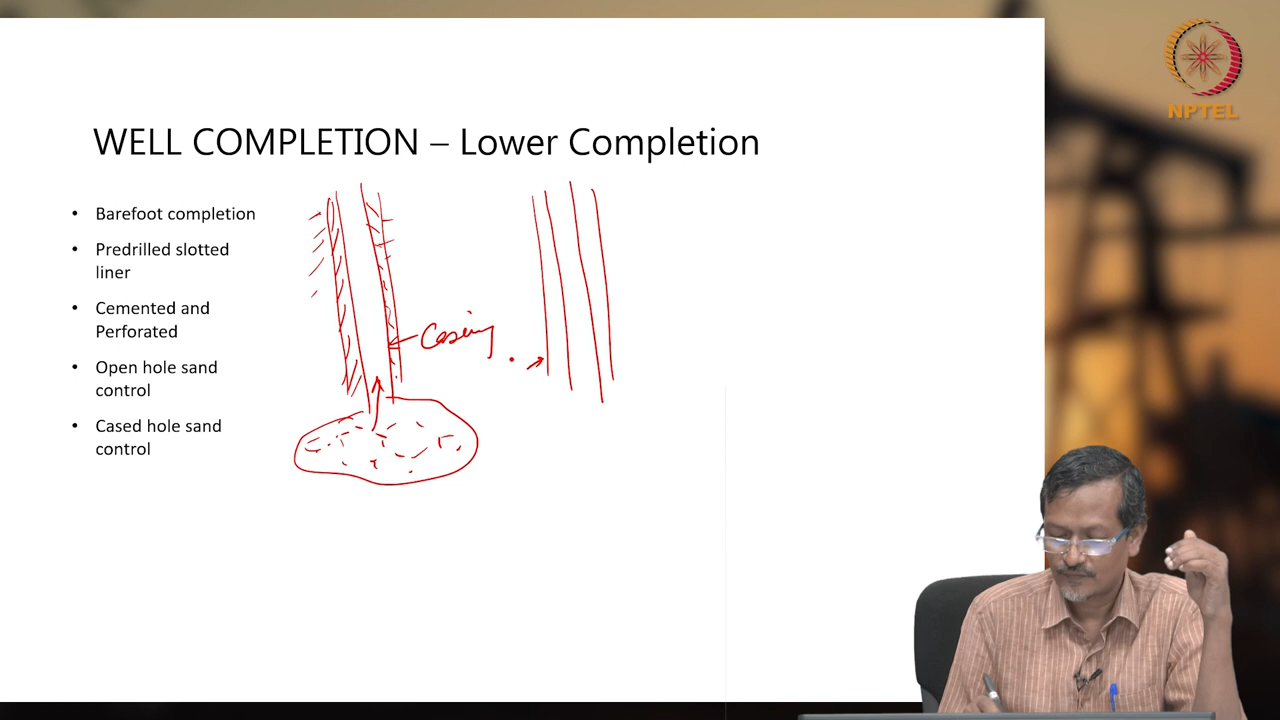 NPTEL
WELL COMPLETION – Lower Completion
• Barefoot completion
• Predrilled slotted
liner
• Cemented and
Perforated
• Open hole sand
control
• Cased hole sand
control
Casing